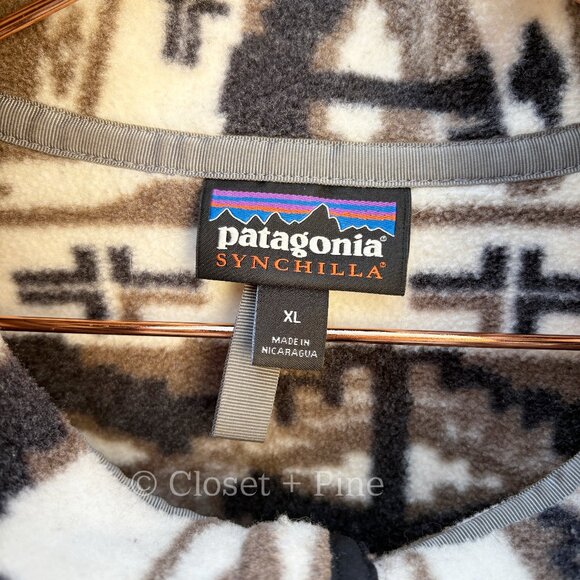 patagonia®
SYNCHILLA®
XL
MADE IN
NICARAGUA
© Closet + Pine